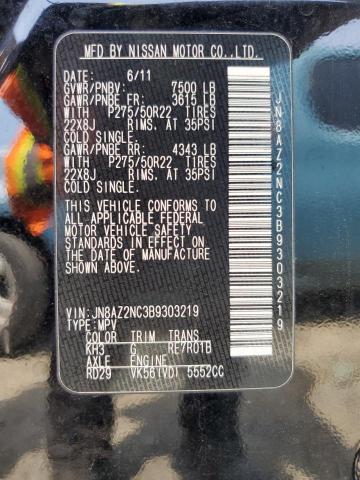 MFD BY NISSAN MOTOR CO.,LTD.
DATE: 6/11
GVWR/PNBV: 7500 LB
GAWR/PNBE FR: 3615 LB
WITH P275/50R22 TIRES
22X8J RIMS. AT 35PSI
COLD SINGLE.
GAWR/PNBE RR: 4343 LB
WITH P275/50R22 TIRES
22X8J RIMS. AT 35PSI
COLD SINGLE.
THIS VEHICLE CONFORMS TO
ALL APPLICABLE FEDERAL
MOTOR VEHICLE SAFETY
STANDARDS IN EFFECT ON
THE DATE OF MANUFACTURE
SHOWN ABOVE.
VIN: JN8AZ2NC3B9303219
TYPE: MPV
COLOR TRIM TRANS
KH3 G RE7R01B
AXLE ENGINE
RD29 VK56(VD) 5552CC
JN8AZ2NC3B9303219